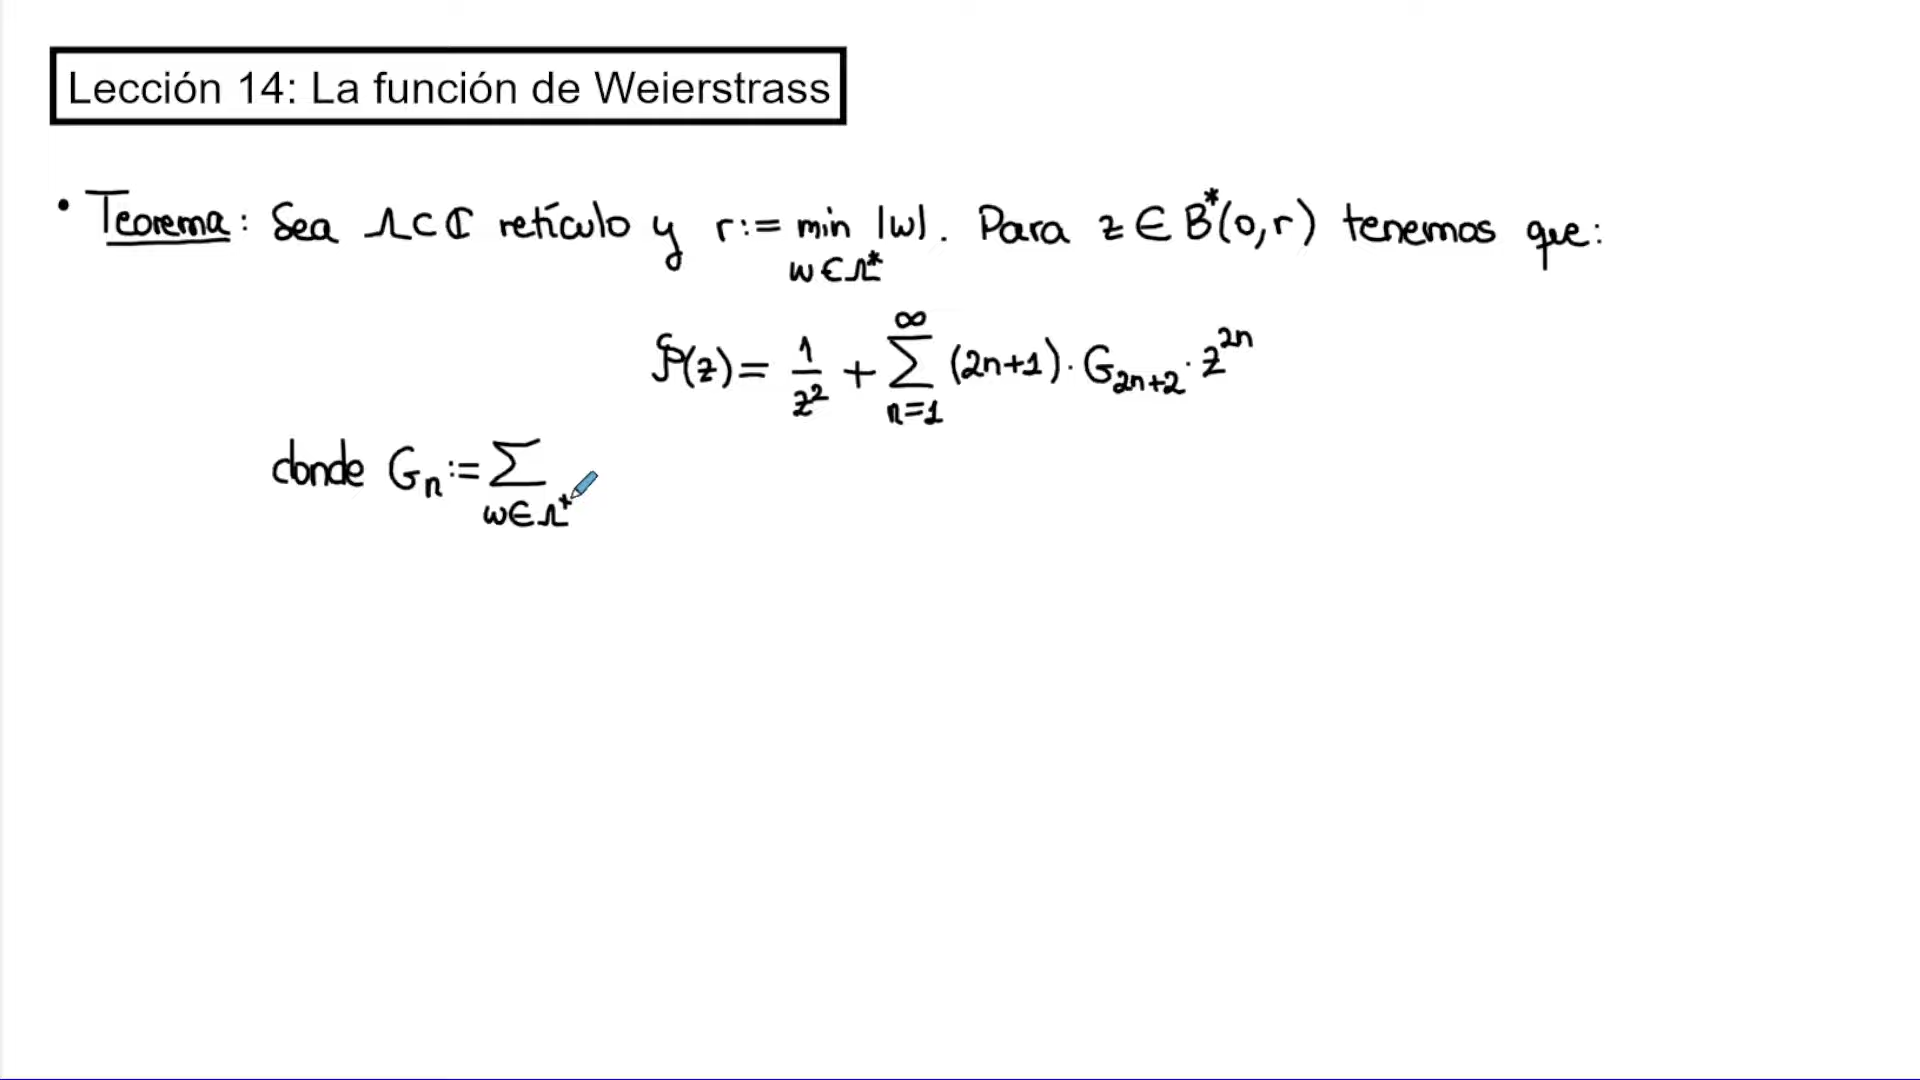 Lección 14: La función de Weierstrass
• Teorema: Sea Λ⊂ℂ retículo y r := min |w|. Para z ∈ B*(0,r) tenemos que:
w∈Λ*
℘(z) = 1/z² + ∑_{n=1}^{∞} (2n+1)·G_{2n+2}·z^{2n}
donde G_n := ∑_{w∈Λ*}